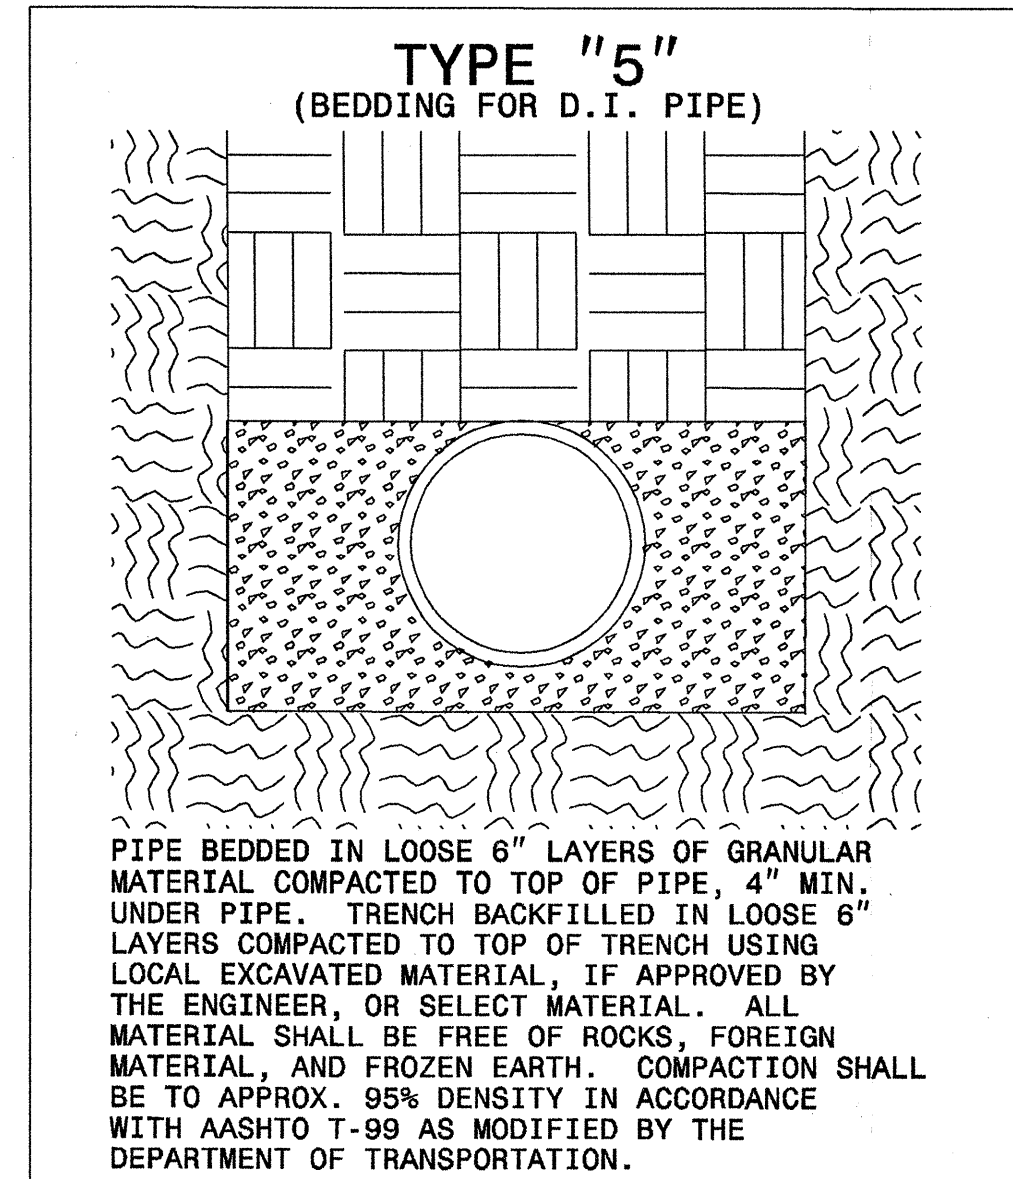 TYPE "5"
(BEDDING FOR D.I. PIPE)
PIPE BEDDED IN LOOSE 6" LAYERS OF GRANULAR
MATERIAL COMPACTED TO TOP OF PIPE, 4" MIN.
UNDER PIPE. TRENCH BACKFILLED IN LOOSE 6"
LAYERS COMPACTED TO TOP OF TRENCH USING
LOCAL EXCAVATED MATERIAL, IF APPROVED BY
THE ENGINEER, OR SELECT MATERIAL. ALL
MATERIAL SHALL BE FREE OF ROCKS, FOREIGN
MATERIAL, AND FROZEN EARTH. COMPACTION SHALL
BE TO APPROX. 95% DENSITY IN ACCORDANCE
WITH AASHTO T-99 AS MODIFIED BY THE
DEPARTMENT OF TRANSPORTATION.